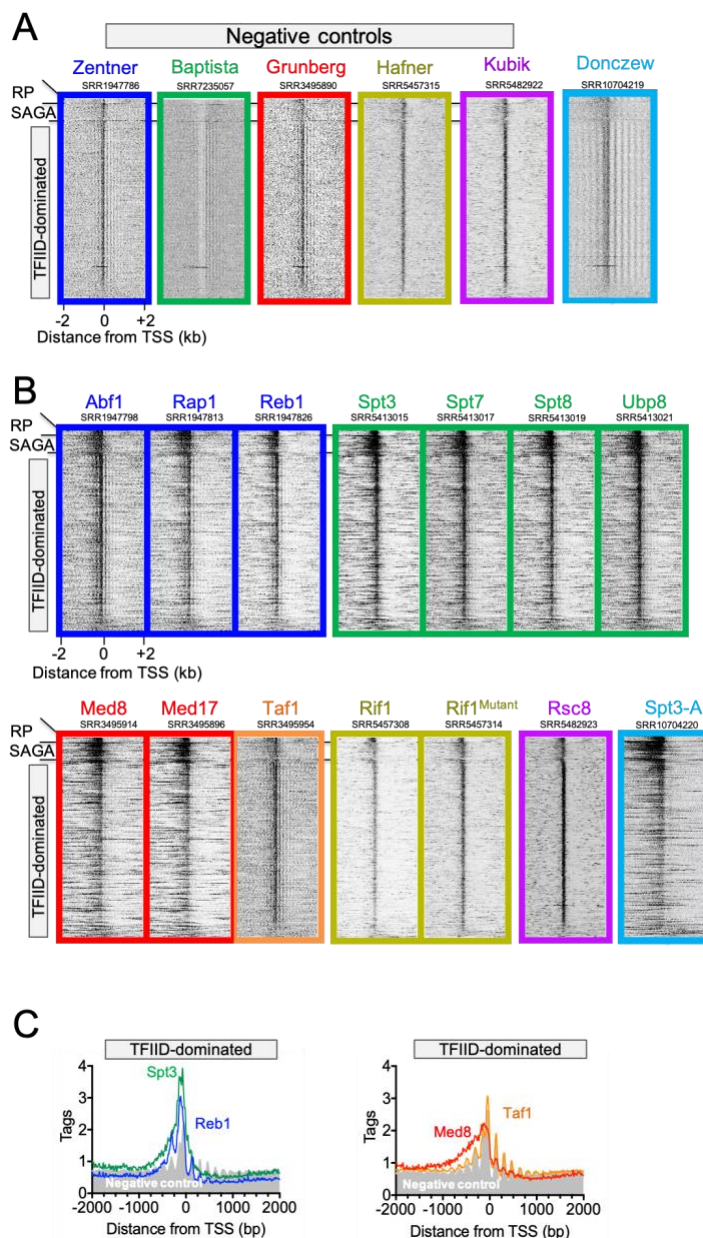 A
Negative controls
Zentner Baptista Grunberg Hafner Kubik Donczew
SRR1947786 SRR7235057 SRR3495890 SRR5457315 SRR5482922 SRR10704219
RP
SAGA
TFIID-dominated
-2 0 +2
Distance from TSS (kb)
B
Abf1 Rap1 Reb1 Spt3 Spt7 Spt8 Ubp8
SRR1947798 SRR1947813 SRR1947826 SRR5413015 SRR5413017 SRR5413019 SRR5413021
RP
SAGA
TFIID-dominated
-2 0 +2
Distance from TSS (kb)
Med8 Med17 Taf1 Rif1 Rif1Mutant Rsc8 Spt3-A
SRR3495914 SRR3495896 SRR3495954 SRR5457308 SRR5457314 SRR5482923 SRR10704220
RP
SAGA
TFIID-dominated
C
TFIID-dominated
Spt3
Reb1
Negative control
Tags
4
3
2
1
0
-2000 -1000 0 1000 2000
Distance from TSS (bp)
TFIID-dominated
Taf1
Med8
Negative control
Tags
4
3
2
1
0
-2000 -1000 0 1000 2000
Distance from TSS (bp)